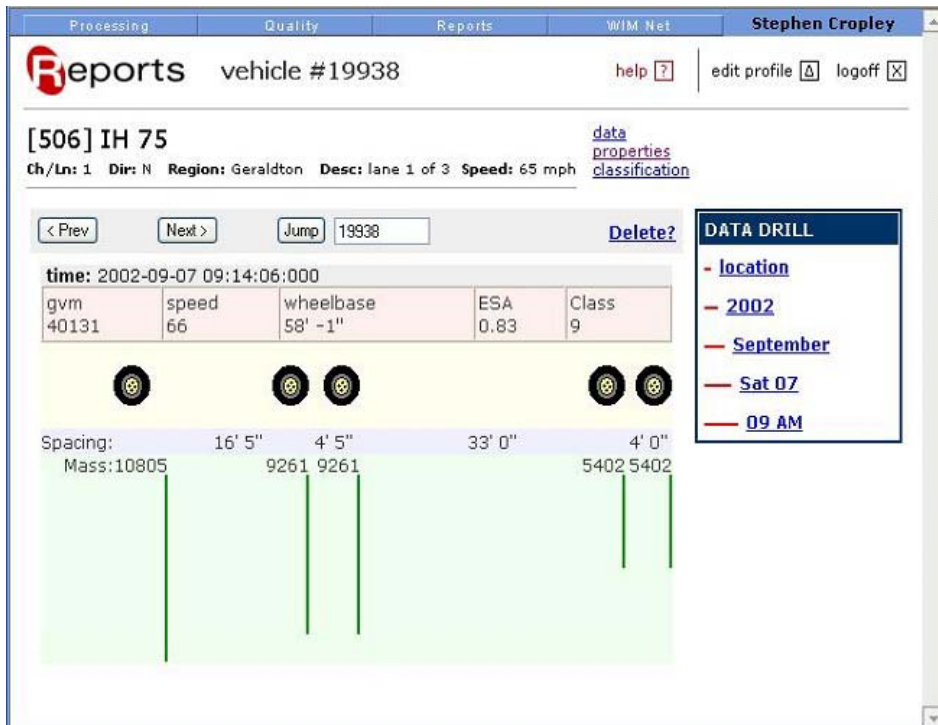 Processing Quality Reports WIM Net Stephen Cropley
Reports vehicle #19938 help ? edit profile Δ logoff X
[506] IH 75
Ch/Ln: 1 Dir: N Region: Geraldton Desc: lane 1 of 3 Speed: 65 mph
data
properties
classification
< Prev Next > Jump 19938 Delete?
time: 2002-09-07 09:14:06:000
gvm speed wheelbase ESA Class
40131 66 58' -1" 0.83 9
Spacing: 16' 5" 4' 5" 33' 0" 4' 0"
Mass:10805 9261 9261 5402 5402
DATA DRILL
- location
– 2002
— September
— Sat 07
— 09 AM